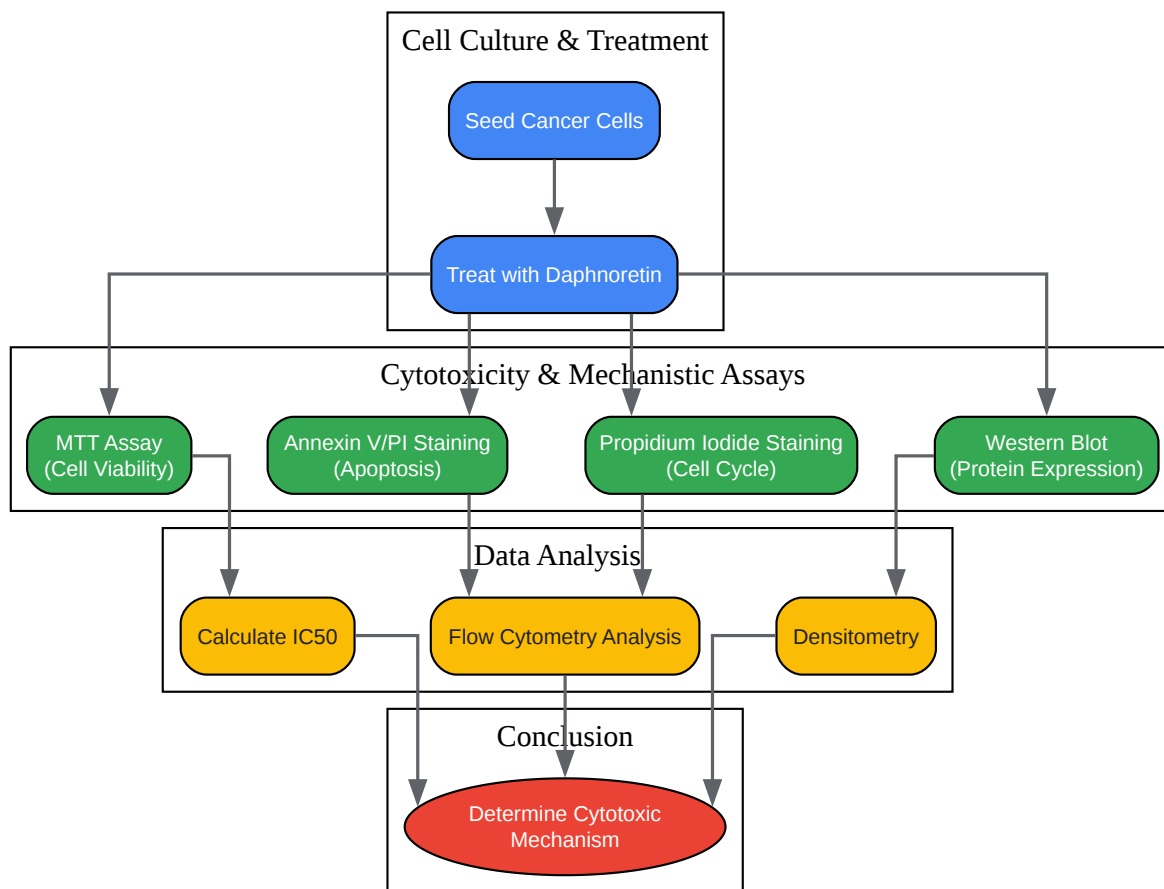 Cell Culture & Treatment
Seed Cancer Cells
Treat with Daphnoretin
Cytotoxicity & Mechanistic Assays
MTT Assay
(Cell Viability)
Annexin V/PI Staining
(Apoptosis)
Propidium Iodide Staining
(Cell Cycle)
Western Blot
(Protein Expression)
Data Analysis
Calculate IC50
Flow Cytometry Analysis
Densitometry
Conclusion
Determine Cytotoxic
Mechanism